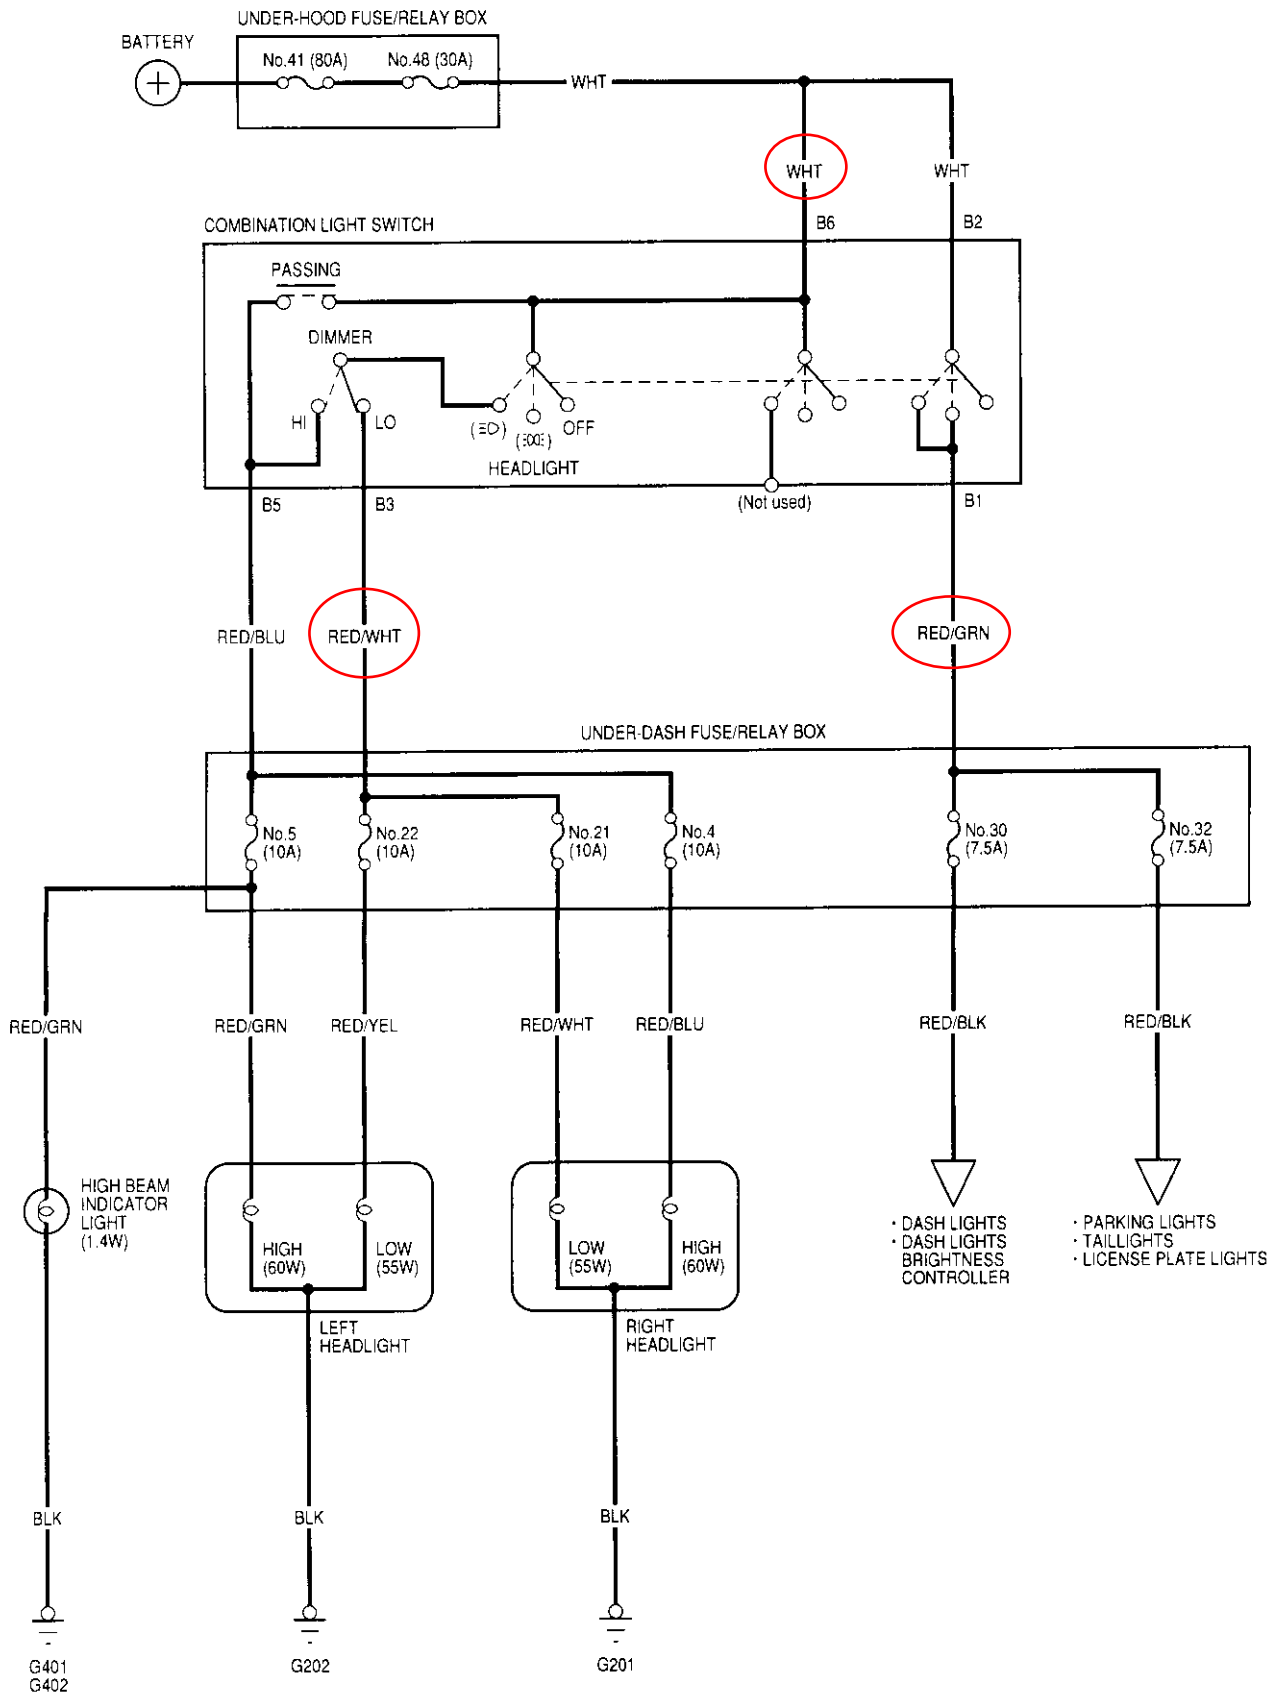 UNDER-HOOD FUSE/RELAY BOX
BATTERY
No.41 (80A)
No.48 (30A)
+
WHT
WHT
WHT
B6
B2
COMBINATION LIGHT SWITCH
PASSING
DIMMER
HI
LO
OFF
HEADLIGHT
(Not used)
B5
B3
B1
RED/BLU
RED/WHT
RED/GRN
UNDER-DASH FUSE/RELAY BOX
No.5
(10A)
No.22
(10A)
No.21
(10A)
No.4
(10A)
No.30
(7.5A)
No.32
(7.5A)
RED/GRN
RED/GRN
RED/YEL
RED/WHT
RED/BLU
RED/BLK
RED/BLK
HIGH BEAM
INDICATOR
LIGHT
(1.4W)
HIGH
(60W)
LOW
(55W)
LOW
(55W)
HIGH
(60W)
· DASH LIGHTS
· DASH LIGHTS
BRIGHTNESS
CONTROLLER
· PARKING LIGHTS
· TAILLIGHTS
· LICENSE PLATE LIGHTS
LEFT
HEADLIGHT
RIGHT
HEADLIGHT
BLK
BLK
BLK
G401
G402
G202
G201